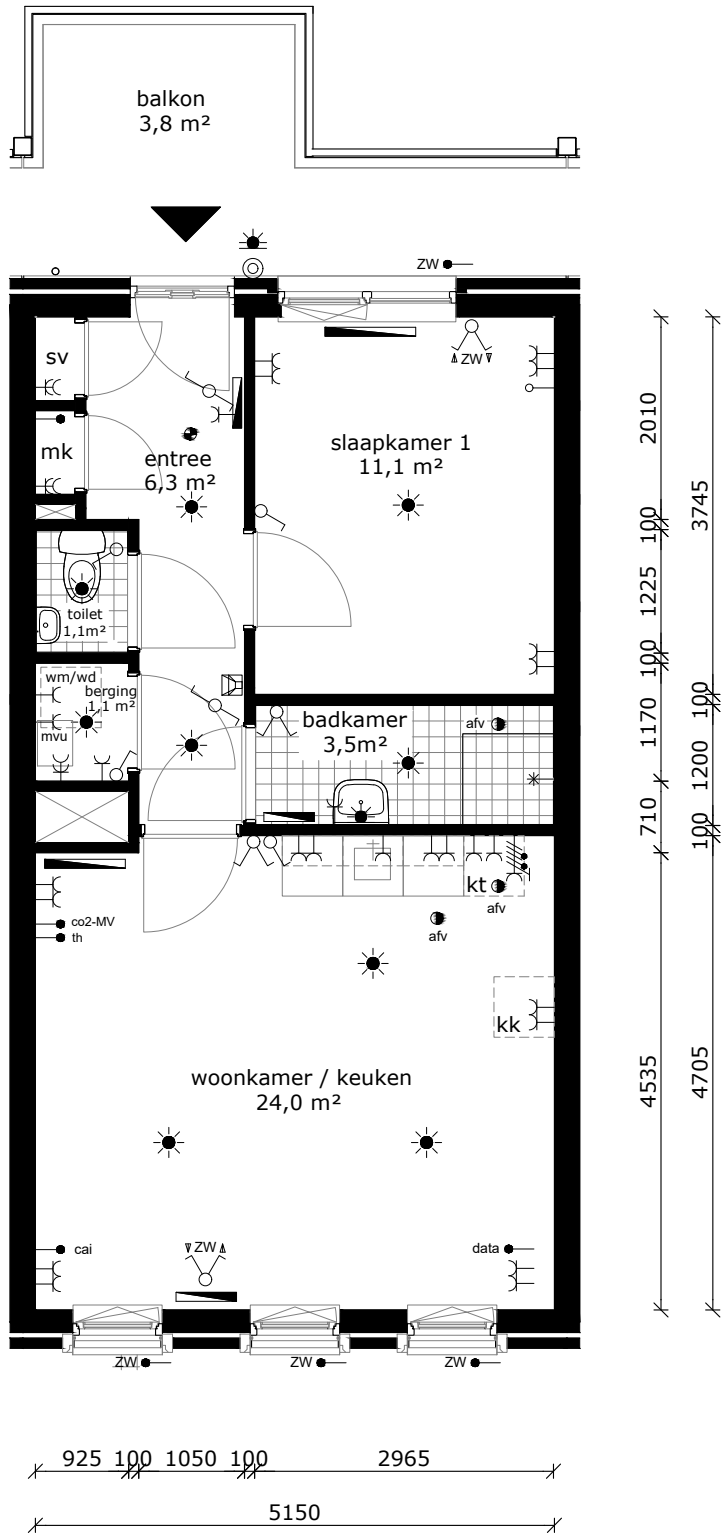 balkon
3,8 m²
ZW
sv
ZW
mk
entree
6,3 m²
slaapkamer 1
11,1 m²
toilet
1,1m²
wm/wd
berging
1,1 m²
mvu
badkamer
3,5m²
afv
kt
afv
afv
co2-MV
th
kk
woonkamer / keuken
24,0 m²
cai
ZW
data
ZW
ZW
ZW
2010
100
1225
100
1170
710
4535
3745
100
1200
100
4705
925 100 1050 100 2965
5150